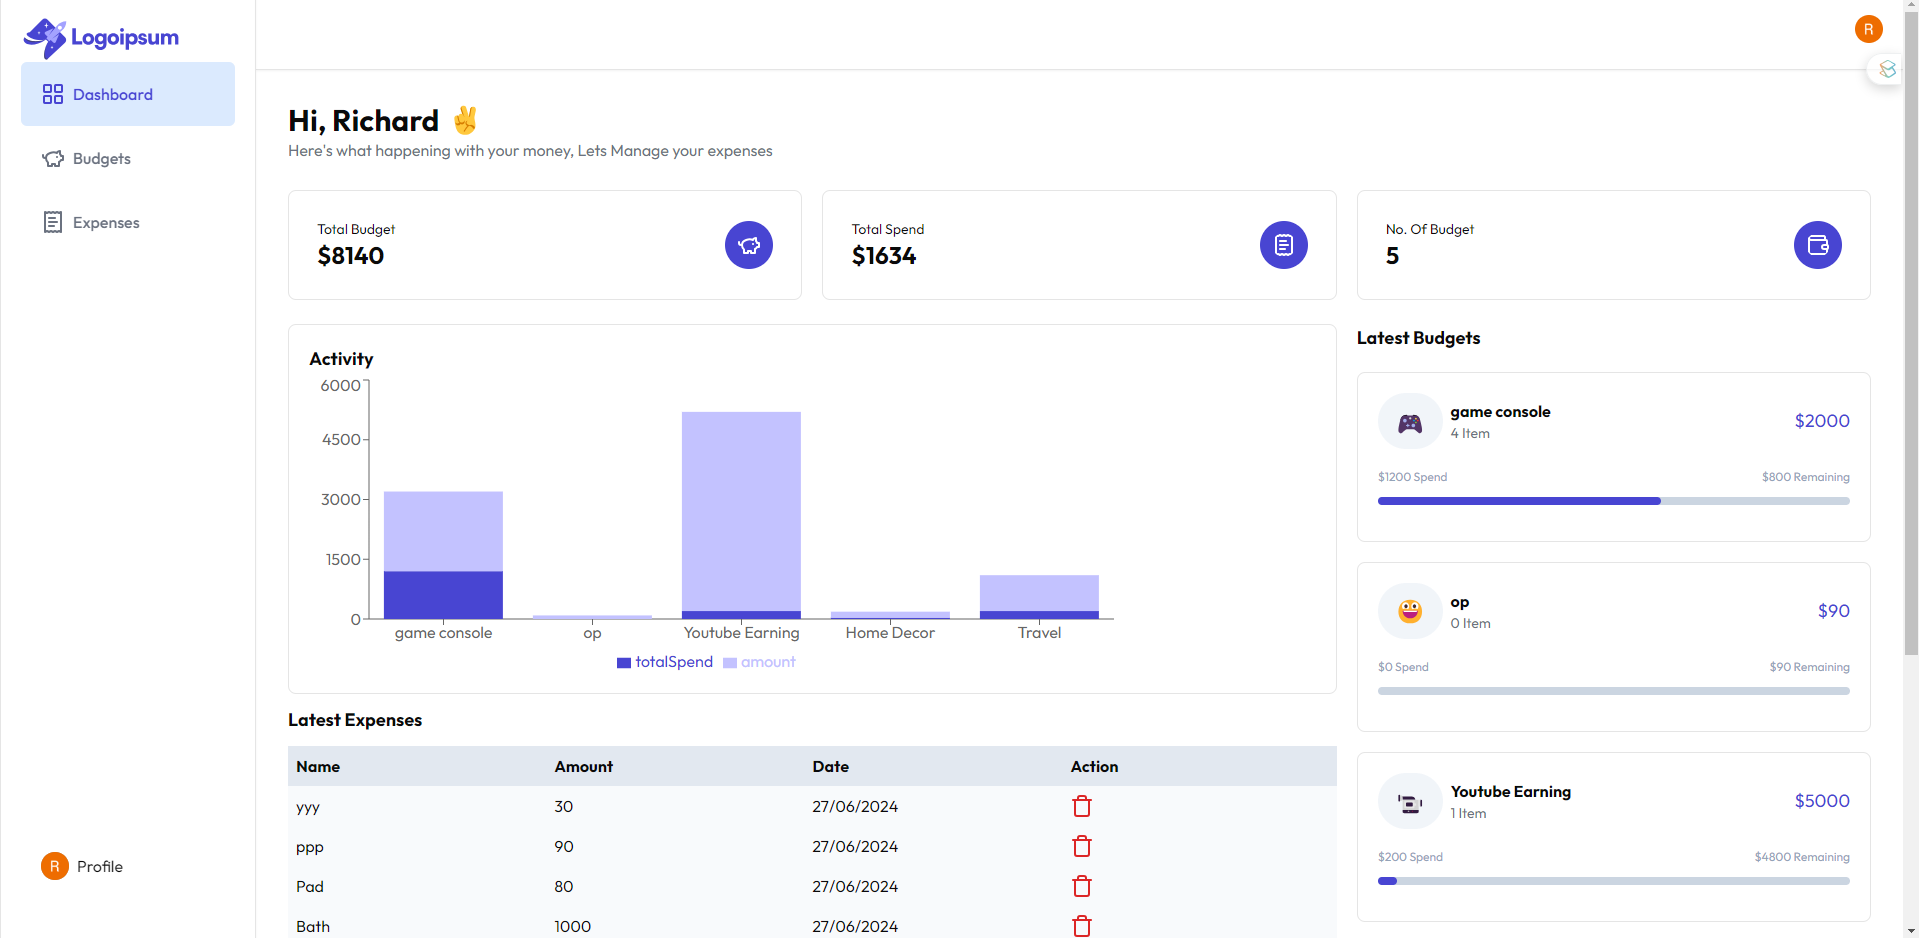 Logoipsum
Dashboard
Budgets
Expenses
R Profile
R
Hi, Richard ✌️
Here's what happening with your money, Lets Manage your expenses
Total Budget
$8140
Total Spend
$1634
No. Of Budget
5
Activity
6000
4500
3000
1500
0
game console op Youtube Earning Home Decor Travel
totalSpend amount
Latest Expenses
Name Amount Date Action
yyy 30 27/06/2024
ppp 90 27/06/2024
Pad 80 27/06/2024
Bath 1000 27/06/2024
Latest Budgets
game console
4 Item
$2000
$1200 Spend $800 Remaining
op
0 Item
$90
$0 Spend $90 Remaining
Youtube Earning
1 Item
$5000
$200 Spend $4800 Remaining